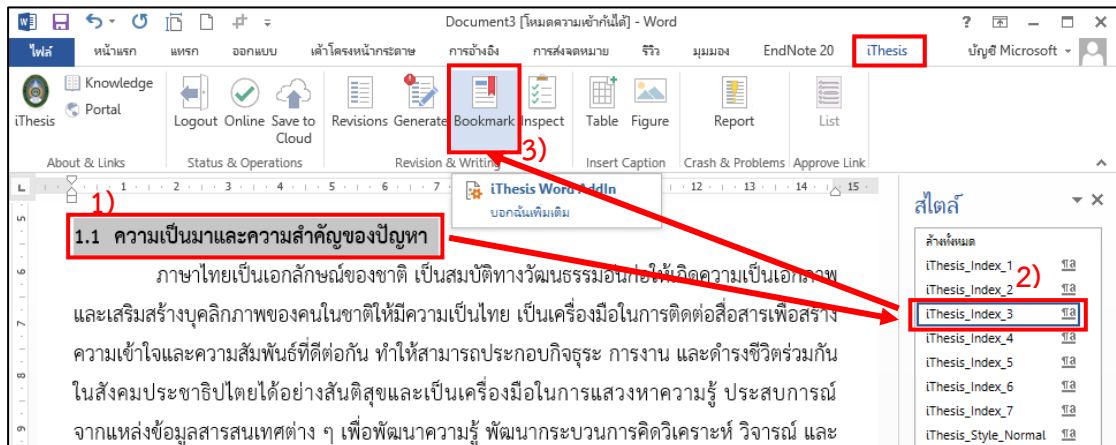 Document3 [โหมดความเข้ากันได้] - Word
ไฟล์ หน้าแรก แทรก ออกแบบ เค้าโครงหน้ากระดาษ การอ้างอิง การส่งจดหมาย รีวิว มุมมอง EndNote 20 iThesis บัญชี Microsoft
Knowledge
Portal
iThesis Logout Online Save to Cloud Revisions Generate Bookmark Inspect Table Figure Report List
About & Links Status & Operations Revision & Writing Insert Caption Crash & Problems Approve Link
3)
iThesis Word AddIn
บอกฉันเพิ่มเติม
1 2 3 4 5 6 7 12 13 14 15
1)
1.1 ความเป็นมาและความสำคัญของปัญหา
ภาษาไทยเป็นเอกลักษณ์ของชาติ เป็นสมบัติทางวัฒนธรรมอันก่อให้เกิดความเป็นเอกภาพ
และเสริมสร้างบุคลิกภาพของคนในชาติให้มีความเป็นไทย เป็นเครื่องมือในการติดต่อสื่อสารเพื่อสร้าง
ความเข้าใจและความสัมพันธ์ที่ดีต่อกัน ทำให้สามารถประกอบกิจธุระ การงาน และดำรงชีวิตร่วมกัน
ในสังคมประชาธิปไตยได้อย่างสันติสุขและเป็นเครื่องมือในการแสวงหาความรู้ ประสบการณ์
จากแหล่งข้อมูลสารสนเทศต่าง ๆ เพื่อพัฒนาความรู้ พัฒนากระบวนการคิดวิเคราะห์ วิจารณ์ และ
สไตล์
ล้างทั้งหมด
iThesis_Index_1
iThesis_Index_2
2)
iThesis_Index_3
iThesis_Index_4
iThesis_Index_5
iThesis_Index_6
iThesis_Index_7
iThesis_Style_Normal